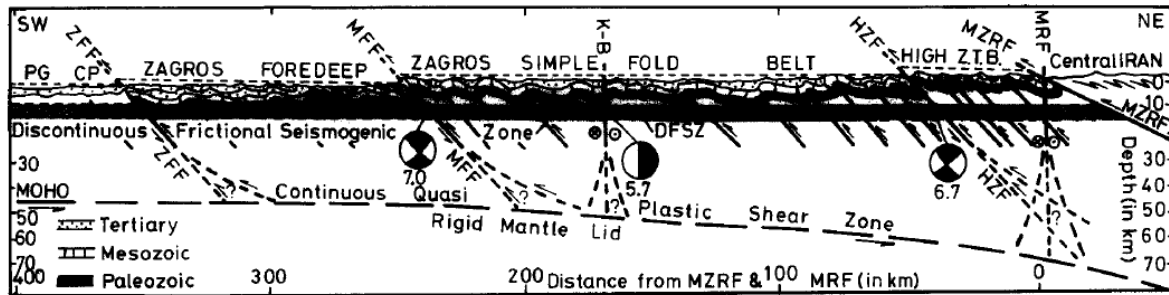 SW
NE
ZFF
MFF
K-B
HZF
MZRF
MRF
PG CP ZAGROS FOREDEEP ZAGROS SIMPLE FOLD BELT HIGH Z.T.B. Central IRAN
0
10
MZRF
Discontinuous Frictional Seismogenic Zone DFSZ
30
ZFF
7.0
MFF
5.7
6.7
HZF
30
40
MOHO
? Continuous Quasi ? ? Plastic Shear Zone ?
50
Rigid Mantle Lid
50
60
70
Tertiary
Mesozoic
Paleozoic
60
70
Depth (in km)
400 300 200 Distance from MZRF & MRF (in km) 100 0